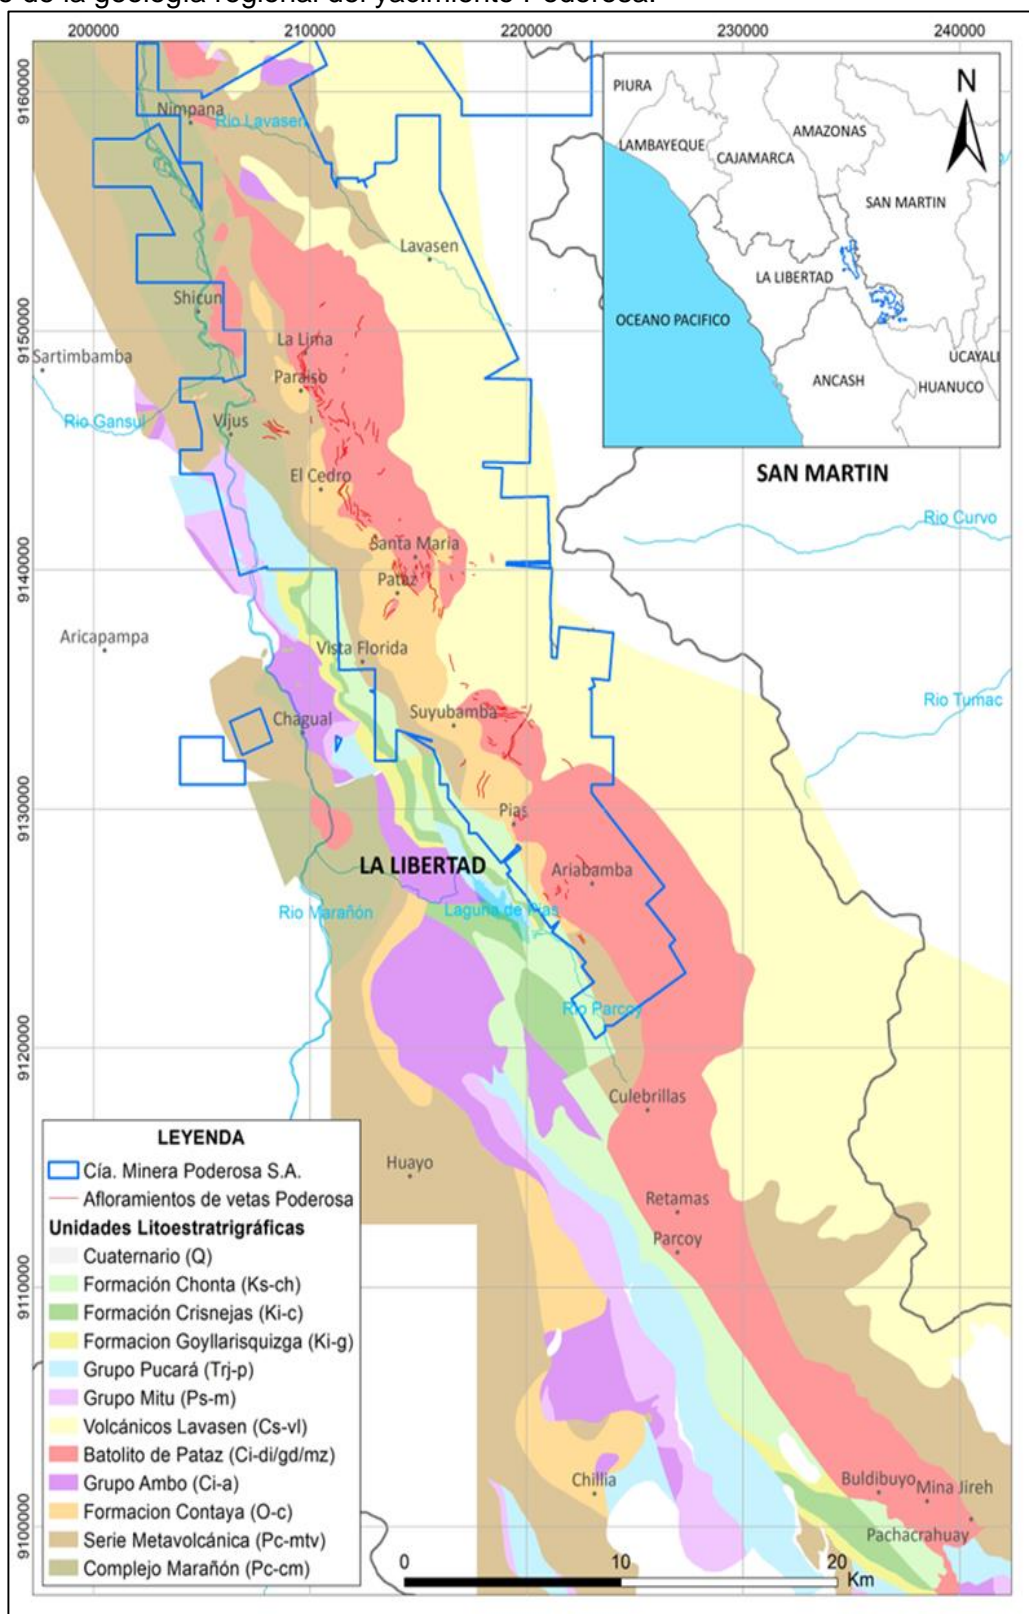 o de la geología regional del yacimiento Poderosa.
200000 210000 220000 230000 240000
9160000
9150000
9140000
9130000
9120000
9110000
9100000
PIURA
LAMBAYEQUE
CAJAMARCA
AMAZONAS
SAN MARTIN
LA LIBERTAD
OCEANO PACIFICO
ANCASH
HUANUCO
UCAYALI
N
Nimpana
Rio Lavasen
Lavasen
Shicun
La Lima
Sartimbamba
Paraiso
Rio Gansul
Vijus
El Cedro
SAN MARTIN
Rio Curvo
Santa Maria
Pataz
Aricapampa
Vista Florida
Rio Tumac
Suyubamba
Chagual
Pias
LA LIBERTAD
Ariabamba
Rio Marañón
Laguna de Pias
Rio Parcoy
Culebrillas
Huayo
Retamas
Parcoy
Chillia
Buldibuyo
Mina Jireh
Pachacrahuay
LEYENDA
Cía. Minera Poderosa S.A.
Afloramientos de vetas Poderosa
Unidades Litoestratrigráficas
Cuaternario (Q)
Formación Chonta (Ks-ch)
Formación Crisnejas (Ki-c)
Formacion Goyllarisquizga (Ki-g)
Grupo Pucará (Trj-p)
Grupo Mitu (Ps-m)
Volcánicos Lavasen (Cs-vl)
Batolito de Pataz (Ci-di/gd/mz)
Grupo Ambo (Ci-a)
Formacion Contaya (O-c)
Serie Metavolcánica (Pc-mtv)
Complejo Marañón (Pc-cm)
0 10 20
Km